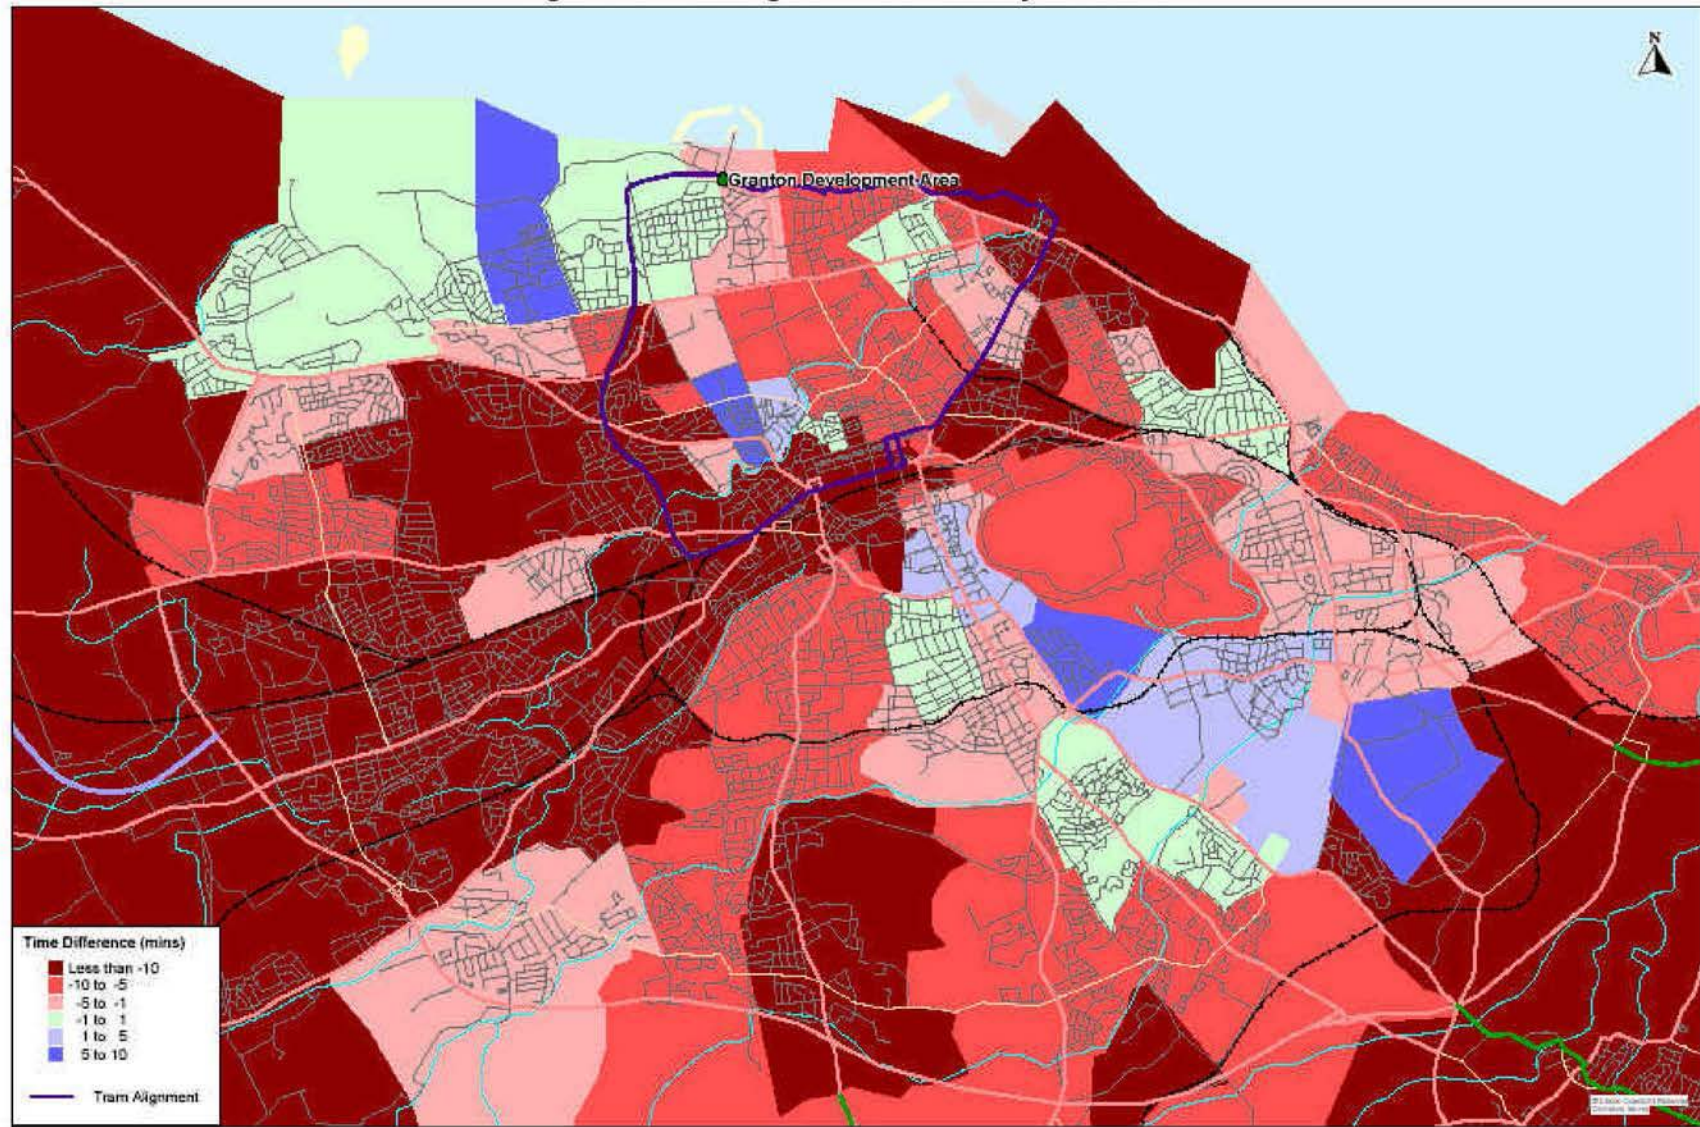 N
Granton Development Area
Time Difference (mins)
Less than -10
-10 to -5
-5 to -1
-1 to 1
1 to 5
5 to 10
Tram Alignment